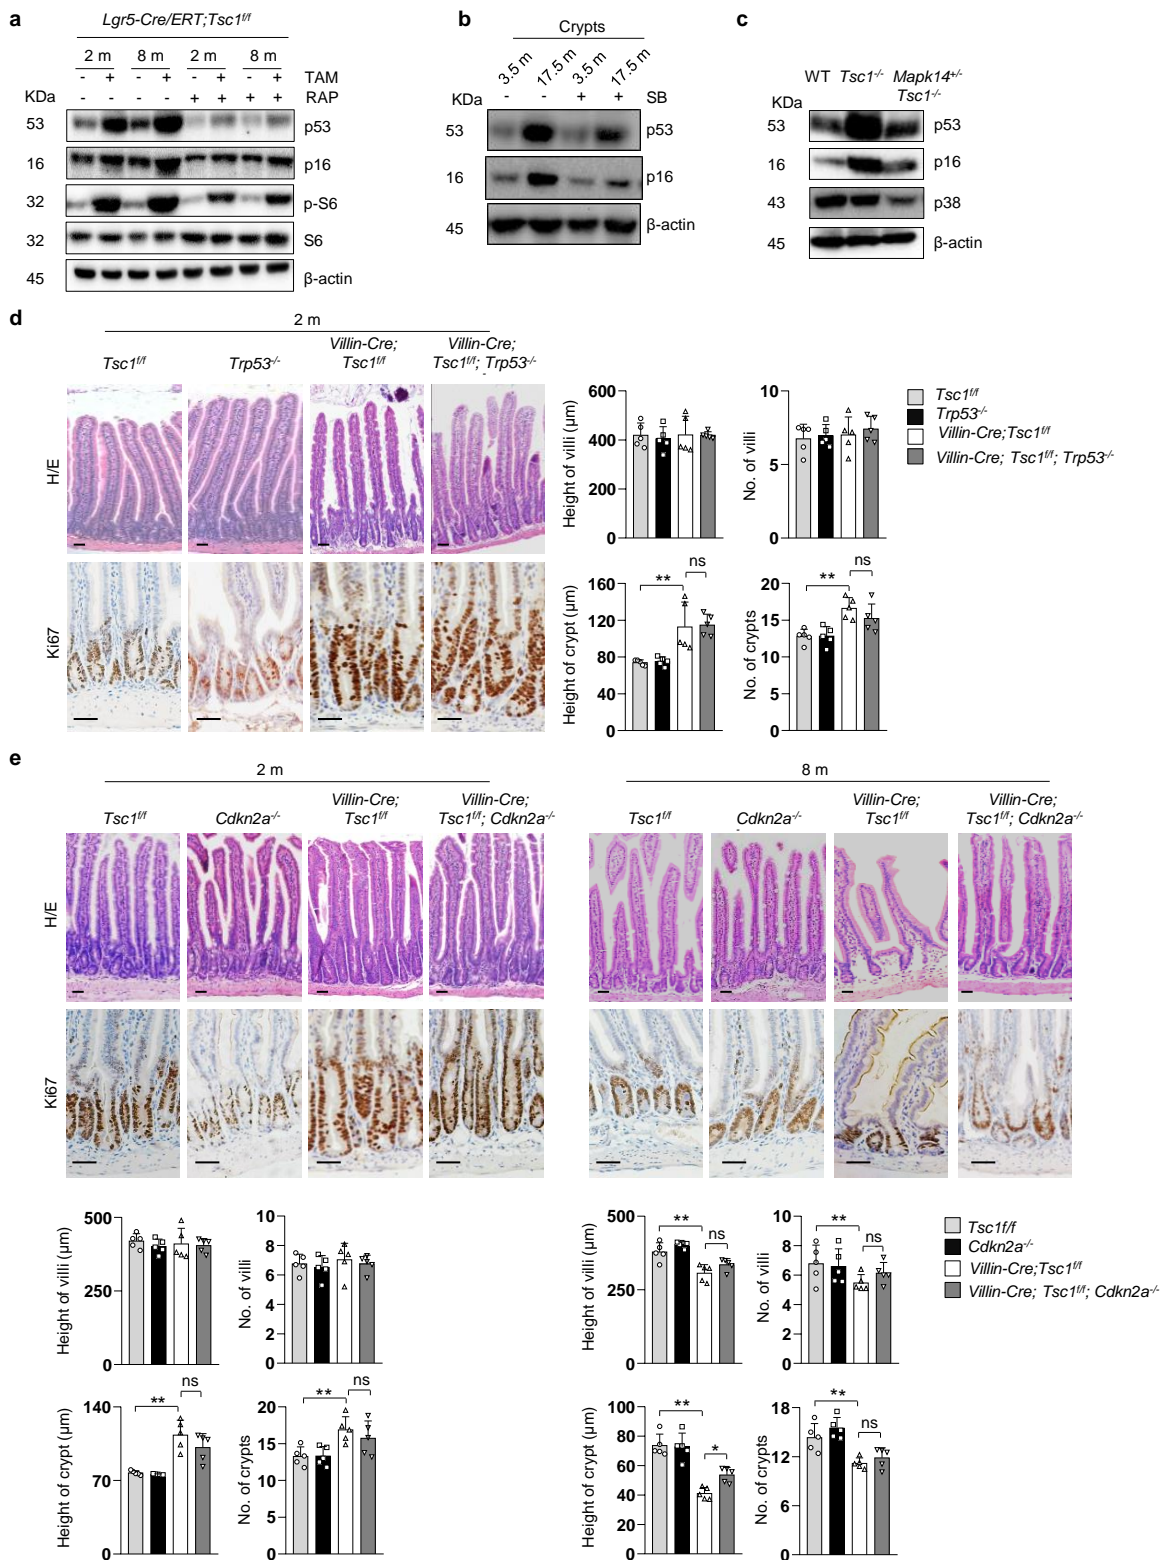 a
Lgr5-Cre/ERT;Tsc1f/f
2 m 8 m 2 m 8 m
- + - + - + - + TAM
- - - - + + + + RAP
KDa
53 p53
16 p16
32 p-S6
32 S6
45 β-actin
b
Crypts
3.5 m 17.5 m 3.5 m 17.5 m
KDa - - + + SB
53 p53
16 p16
45 β-actin
c
WT Tsc1-/- Mapk14+/-
Tsc1-/-
KDa
53 p53
16 p16
43 p38
45 β-actin
d
2 m
Tsc1f/f
Trp53-/-
Villin-Cre;
Tsc1f/f
Villin-Cre;
Tsc1f/f; Trp53-/-
H/E
Ki67
Height of villi (μm)
600
400
200
0
No. of villi
10
5
0
Tsc1f/f
Trp53-/-
Villin-Cre;Tsc1f/f
Villin-Cre; Tsc1f/f; Trp53-/-
Height of crypt (μm)
160
120
80
40
0
** ns
No. of crypts
20
15
10
5
0
** ns
e
2 m
Tsc1f/f
Cdkn2a-/-
Villin-Cre;
Tsc1f/f
Villin-Cre;
Tsc1f/f; Cdkn2a-/-
H/E
Ki67
8 m
Tsc1f/f
Cdkn2a-/-
Villin-Cre;
Tsc1f/f
Villin-Cre;
Tsc1f/f; Cdkn2a-/-
Height of villi (μm)
500
250
0
No. of villi
10
8
6
4
2
0
Height of villi (μm)
500
250
0
** ns
No. of villi
10
8
6
4
2
0
** ns
Tsc1f/f
Cdkn2a-/-
Villin-Cre;Tsc1f/f
Villin-Cre; Tsc1f/f; Cdkn2a-/-
Height of crypt (μm)
140
70
0
** ns
No. of crypts
20
15
10
5
0
** ns
Height of crypt (μm)
100
80
60
40
20
0
** *
No. of crypts
18
12
6
0
** ns